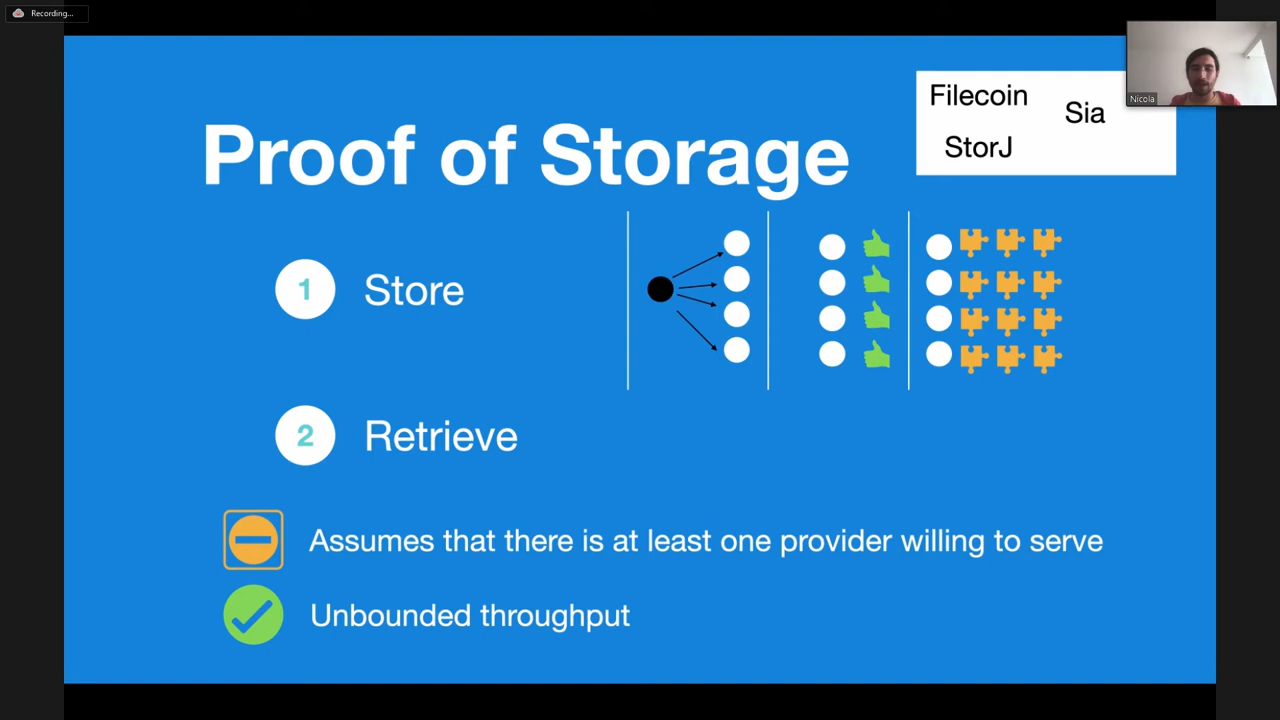 Recording...
Nicola
Filecoin
Sia
StorJ
Proof of Storage
1 Store
2 Retrieve
Assumes that there is at least one provider willing to serve
Unbounded throughput